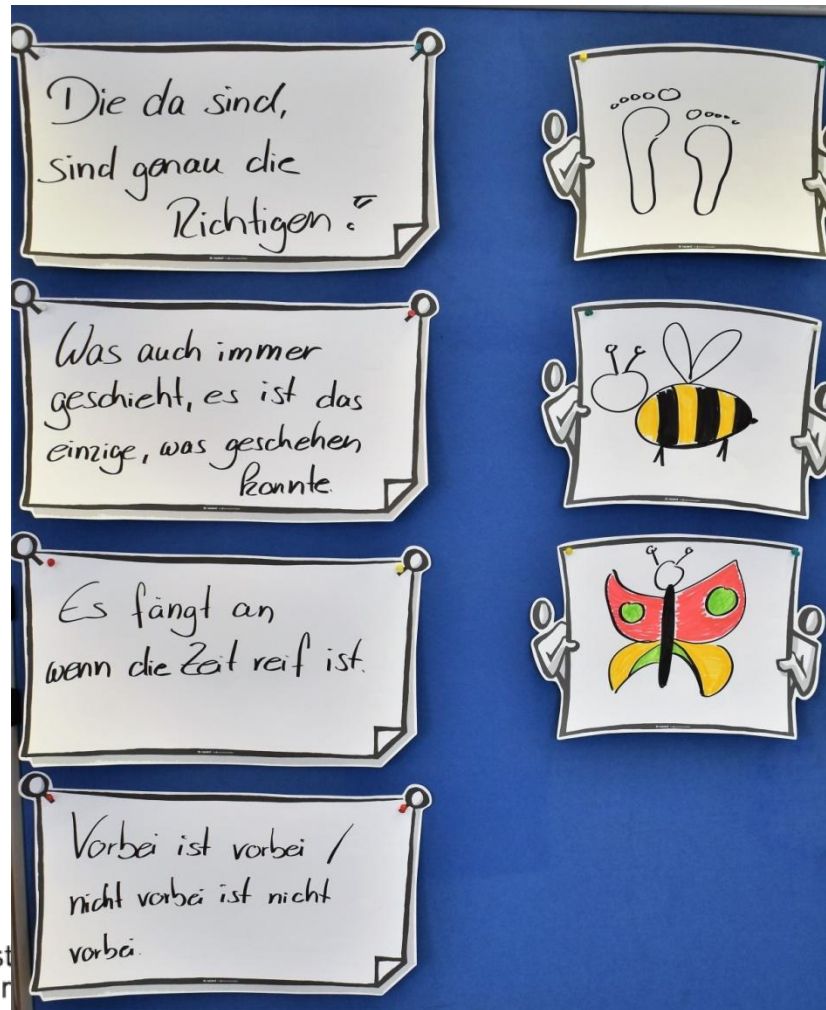 Die da sind,
sind genau die
Richtigen."
Was auch immer
geschieht, es ist das
einzige, was geschehen
konnte.
Es fängt an
wenn die Zeit reif ist.
Vorbei ist vorbei /
nicht vorbei ist nicht
vorbei.